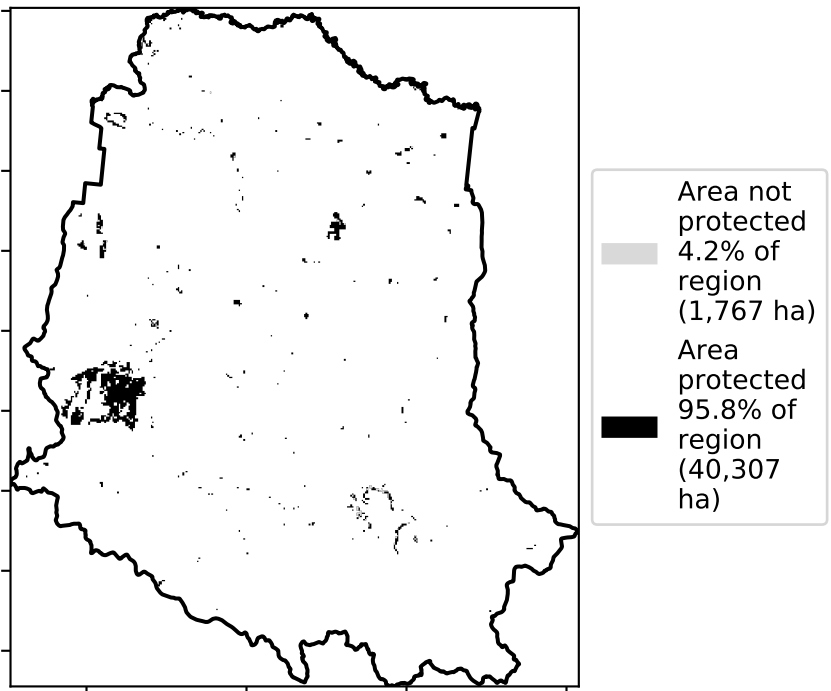 Area not
protected
4.2% of
region
(1,767 ha)
Area
protected
95.8% of
region
(40,307
ha)